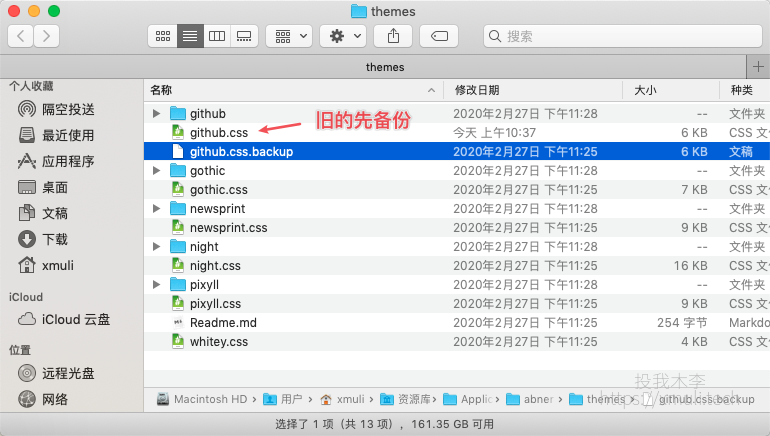 themes
搜索
themes
个人收藏
隔空投送
最近使用
应用程序
桌面
文稿
下载
xmuli
iCloud
iCloud 云盘
位置
远程光盘
网络
名称 修改日期 大小 种类
github 2020年2月27日 下午11:28 -- 文件夹
github.css 今天 上午10:37 6 KB CSS 文
旧的先备份
github.css.backup 2020年2月27日 下午11:25 6 KB 文稿
gothic 2020年2月27日 下午11:28 -- 文件夹
gothic.css 2020年2月27日 下午11:25 7 KB CSS 文
newsprint 2020年2月27日 下午11:28 -- 文件夹
newsprint.css 2020年2月27日 下午11:25 9 KB CSS 文
night 2020年2月27日 下午11:28 -- 文件夹
night.css 2020年2月27日 下午11:25 16 KB CSS 文
pixyll 2020年2月27日 下午11:28 -- 文件夹
pixyll.css 2020年2月27日 下午11:25 9 KB CSS 文
Readme.md 2020年2月27日 下午11:25 254 字节 Markdo
whitey.css 2020年2月27日 下午11:25 4 KB CSS 文
投我木李
Macintosh HD 用户 xmuli 资源库 Applic abner themes github.css.backup
选择了 1 项（共 13 项），161.35 GB 可用